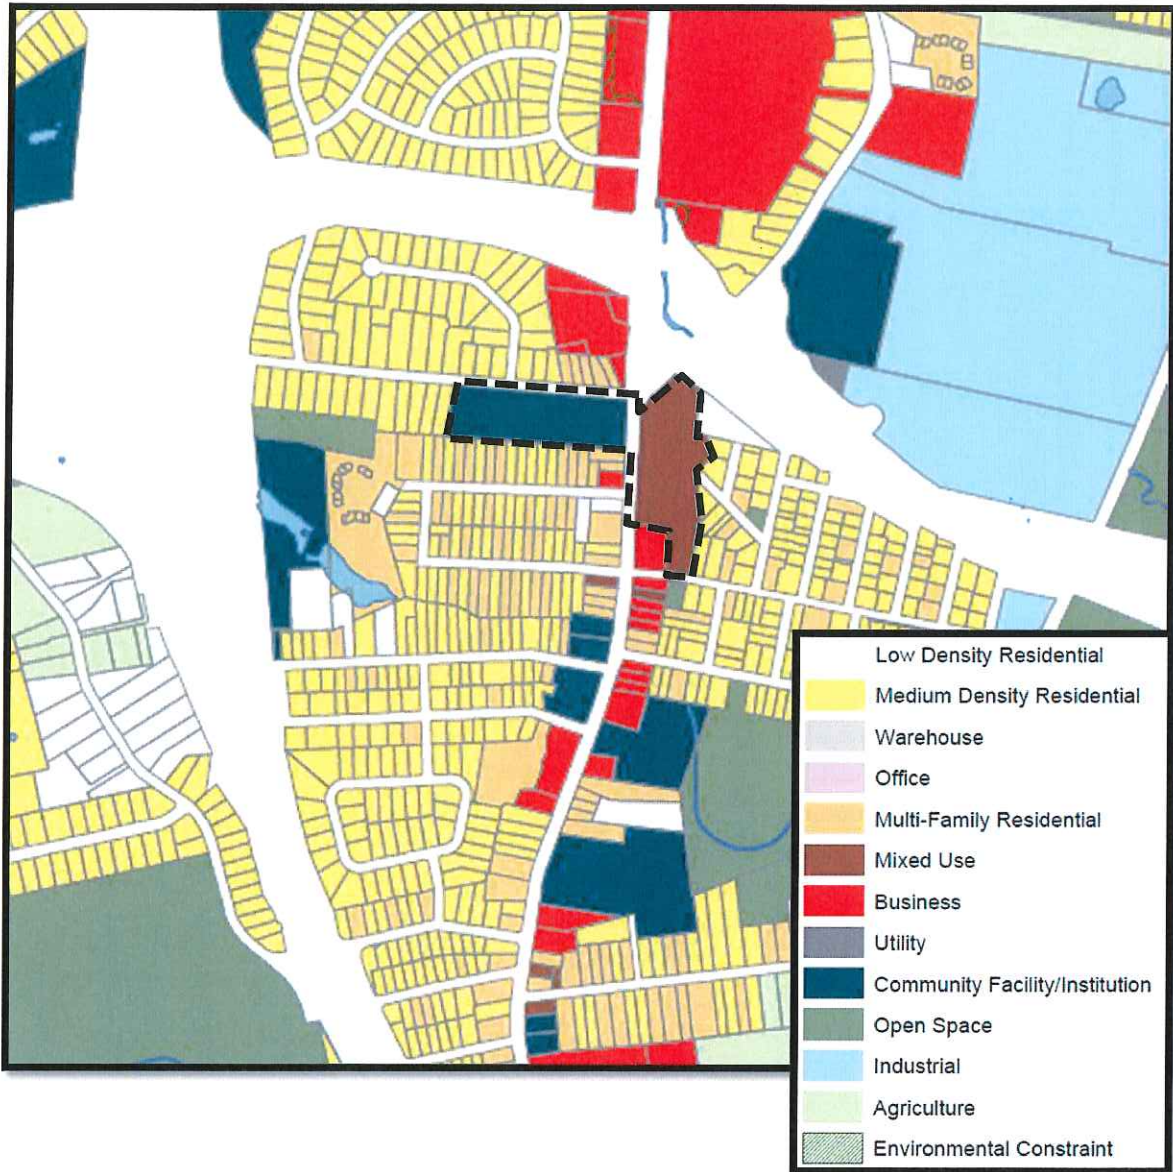 Low Density Residential
Medium Density Residential
Warehouse
Office
Multi-Family Residential
Mixed Use
Business
Utility
Community Facility/Institution
Open Space
Industrial
Agriculture
Environmental Constraint